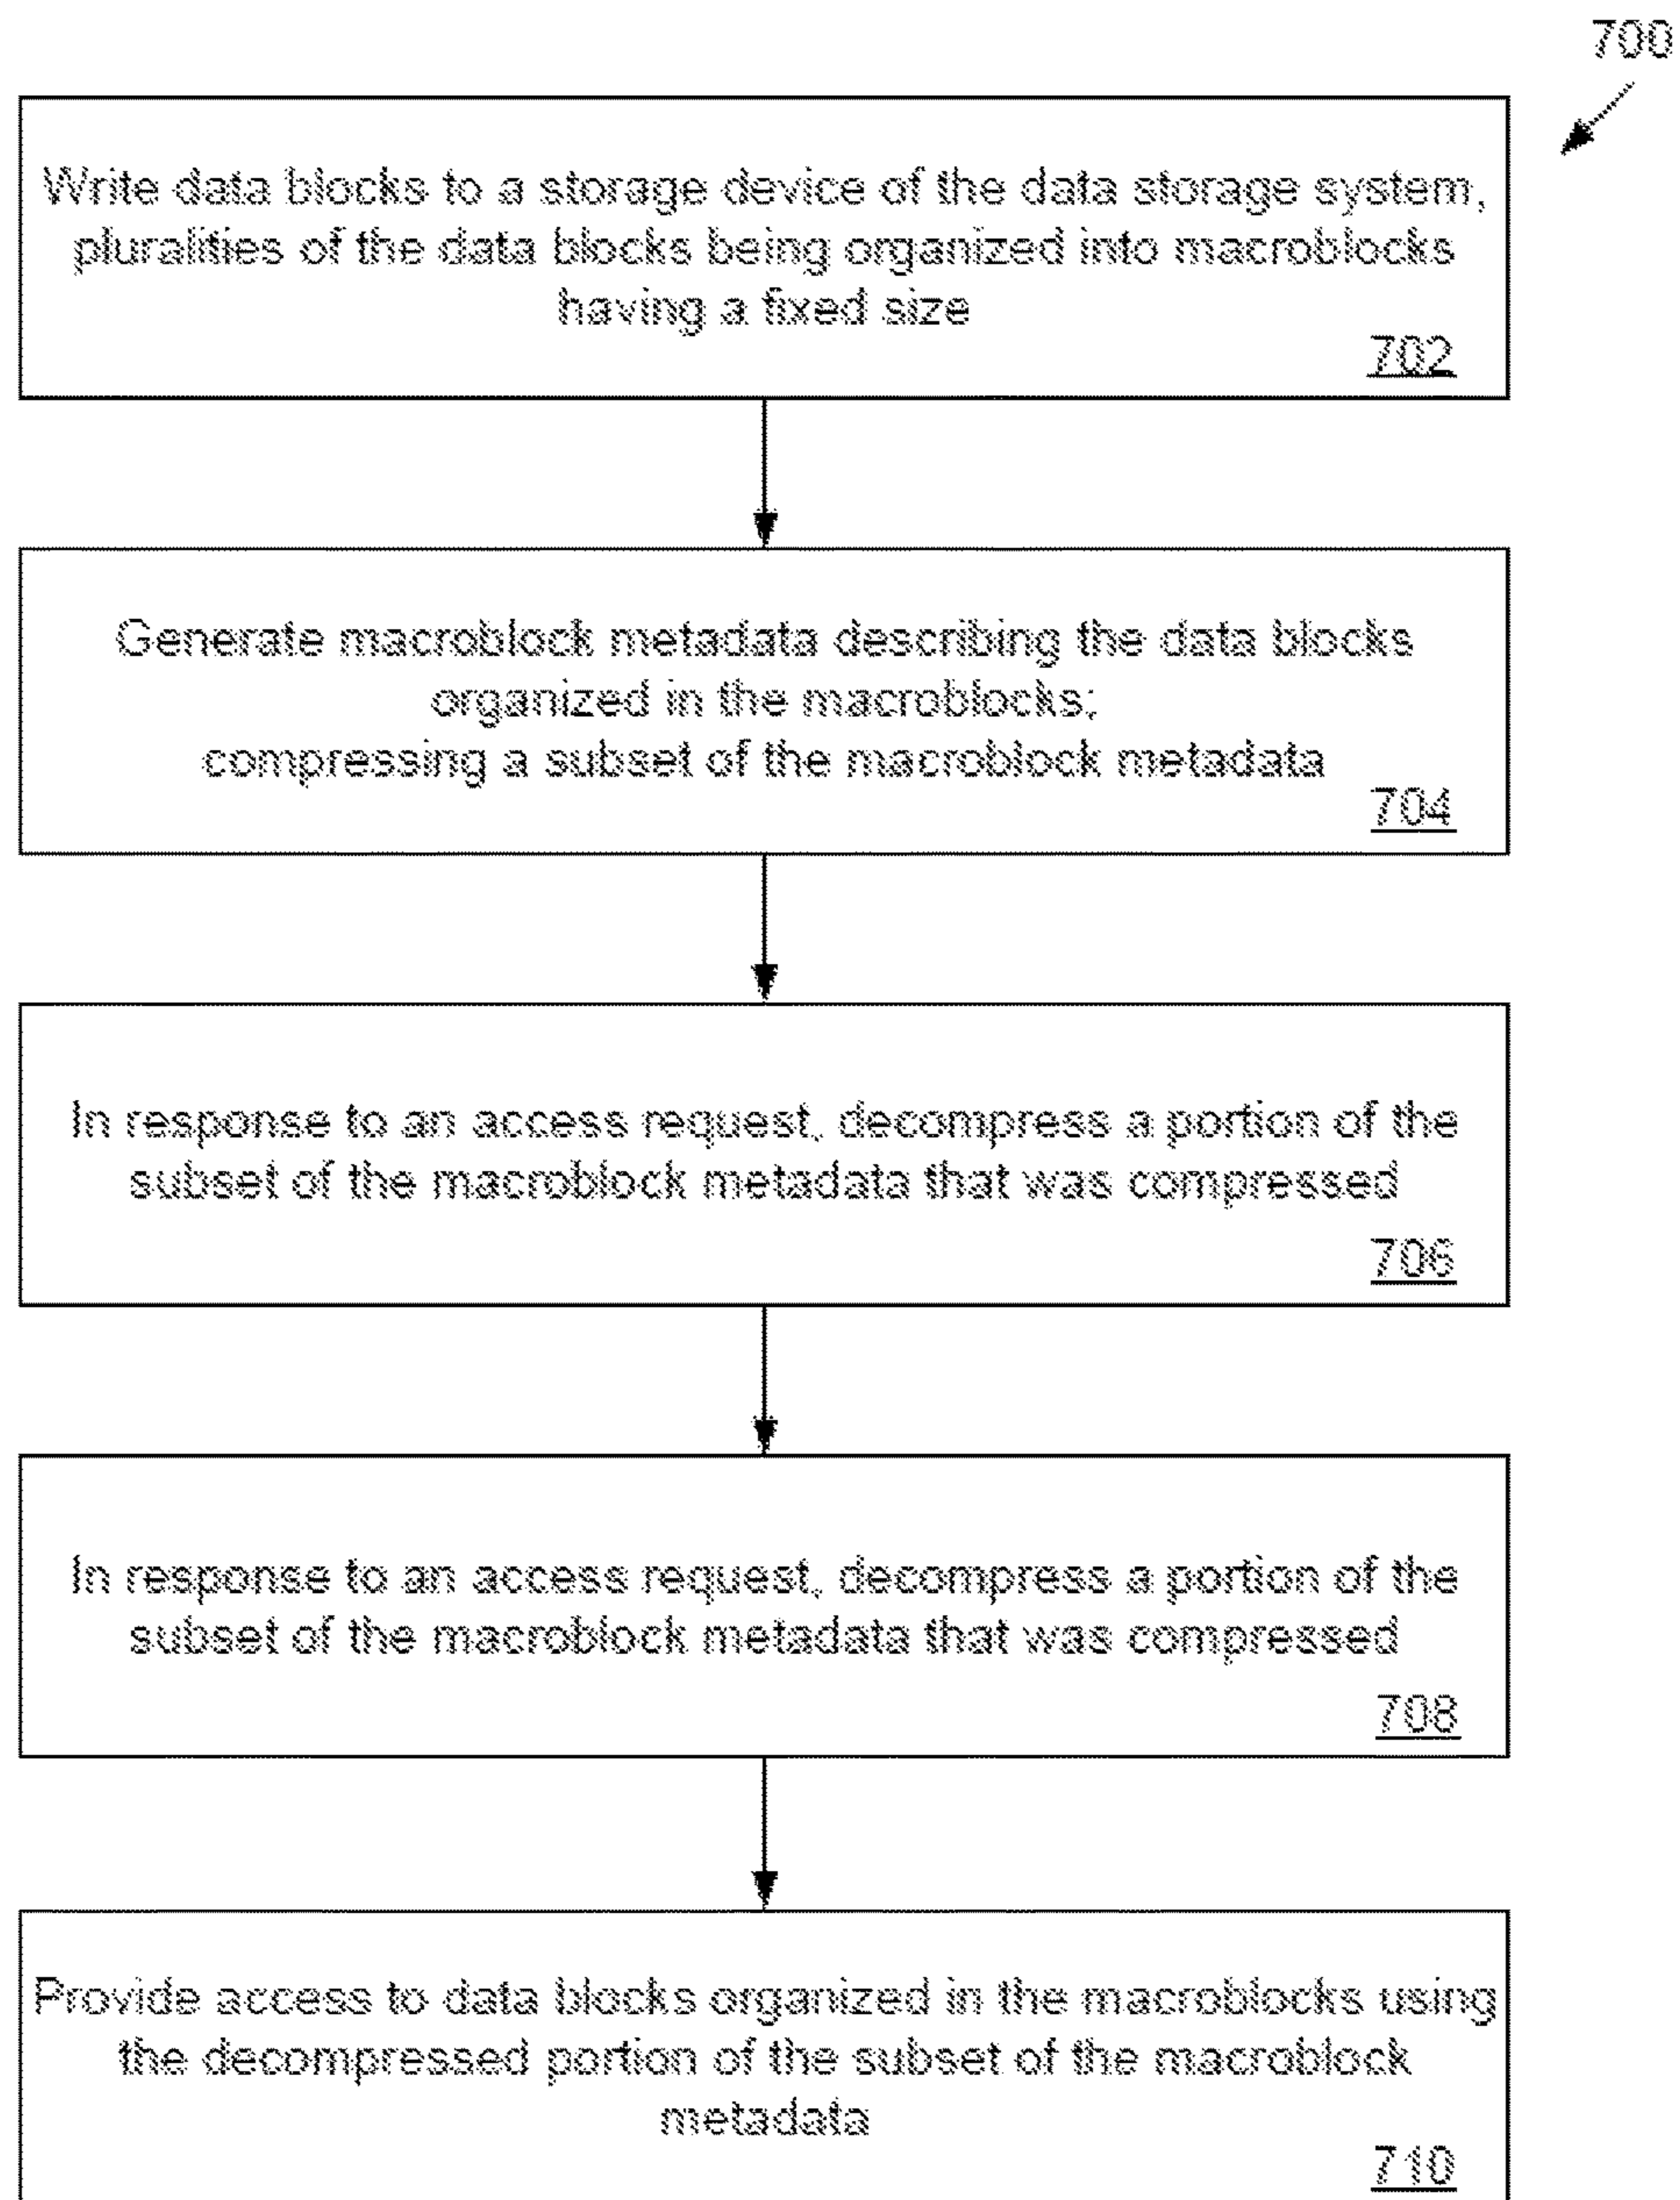 700
Write data blocks to a storage device of the data storage system,
pluralities of the data blocks being organized into macroblocks
having a fixed size
702
Generate macroblock metadata describing the data blocks
organized in the macroblocks;
compressing a subset of the macroblock metadata
704
In response to an access request, decompress a portion of the
subset of the macroblock metadata that was compressed
706
In response to an access request, decompress a portion of the
subset of the macroblock metadata that was compressed
708
Provide access to data blocks organized in the macroblocks using
the decompressed portion of the subset of the macroblock
metadata
710